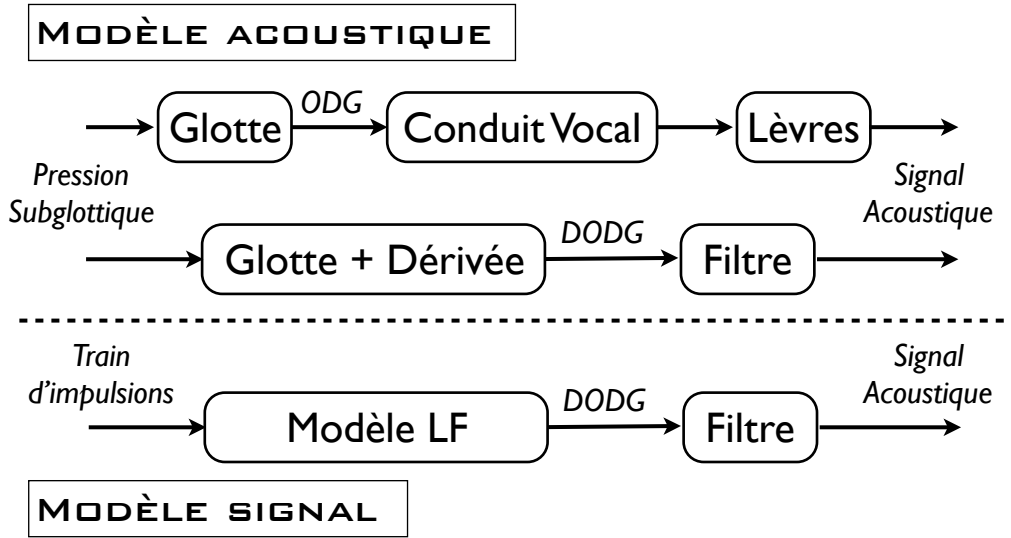 MODÈLE ACOUSTIQUE
ODG
Glotte
Conduit Vocal
Lèvres
Pression
Subglottique
Signal
Acoustique
DODG
Glotte + Dérivée
Filtre
Train
d'impulsions
Signal
Acoustique
DODG
Modèle LF
Filtre
MODÈLE SIGNAL